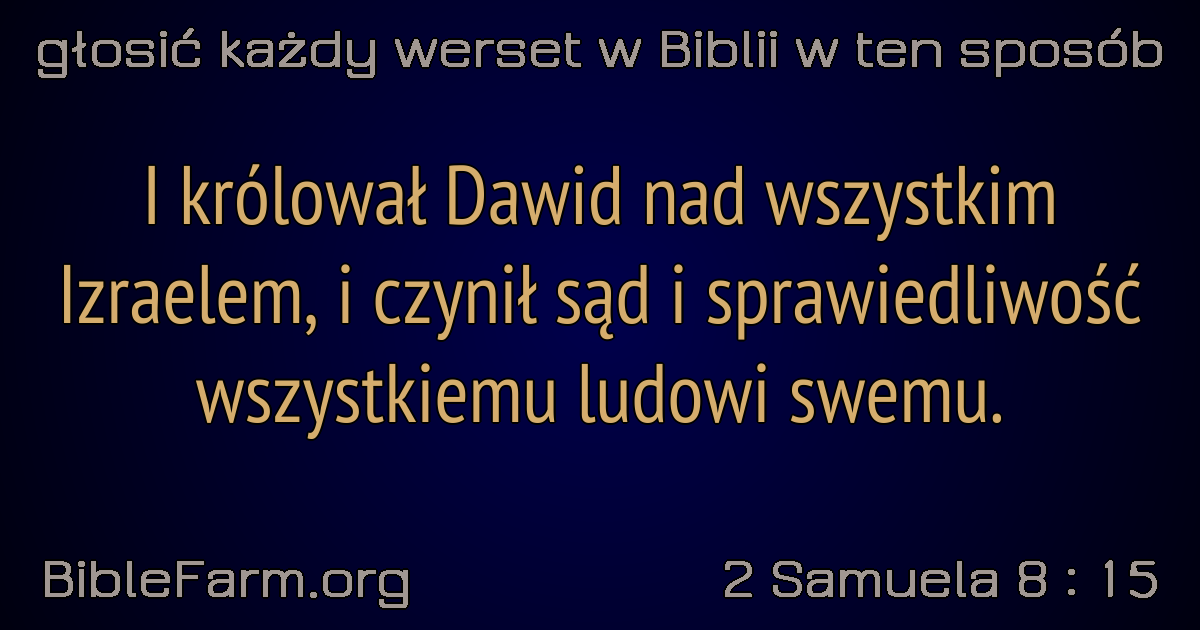 głosić każdy werset w Biblii w ten sposób
I królował Dawid nad wszystkim
Izraelem, i czynił sąd i sprawiedliwość
wszystkiemu ludowi swemu.
BibleFarm.org
2 Samuela 8 : 15